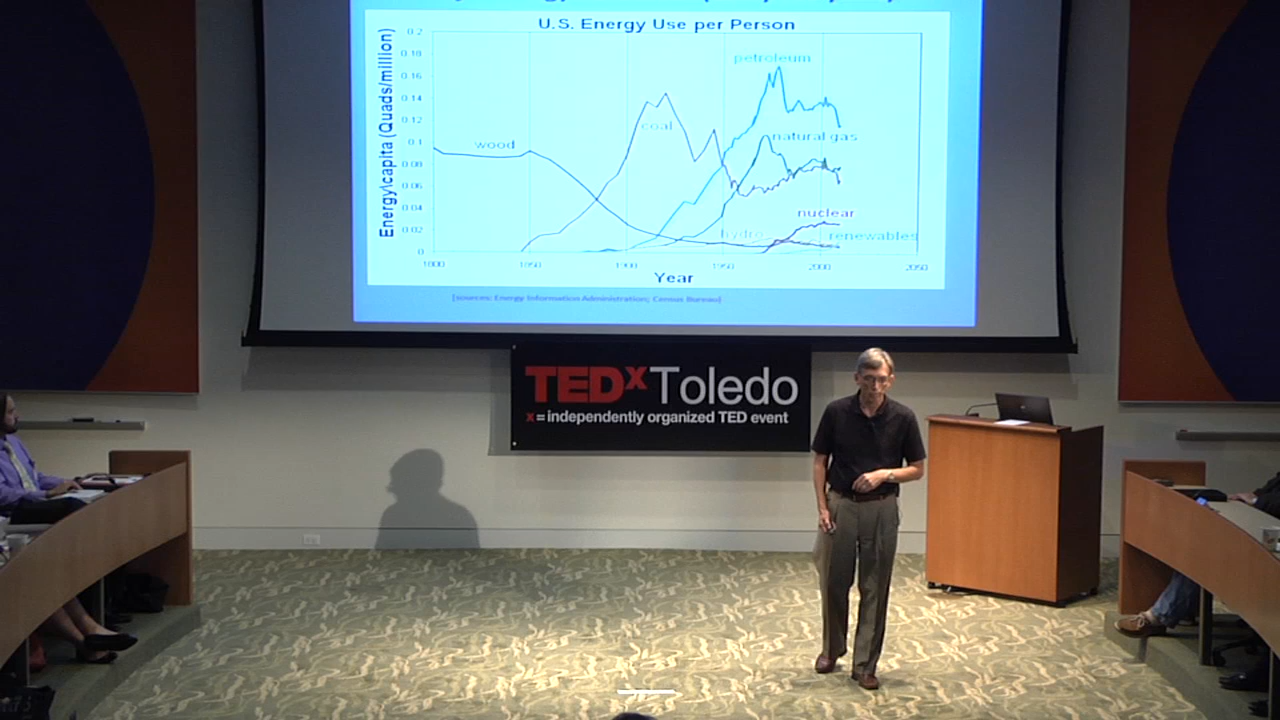 U.S. Energy Use per Person
Energy\capita (Quads/million)
0.2
0.18
0.16
0.14
0.12
0.1
0.08
0.06
0.04
0.02
0
petroleum
coal
natural gas
wood
nuclear
hydro
renewables
1800
1850
1900
1950
2000
2050
Year
[sources: Energy Information Administration; Census Bureau]
TEDxToledo
x = independently organized TED event